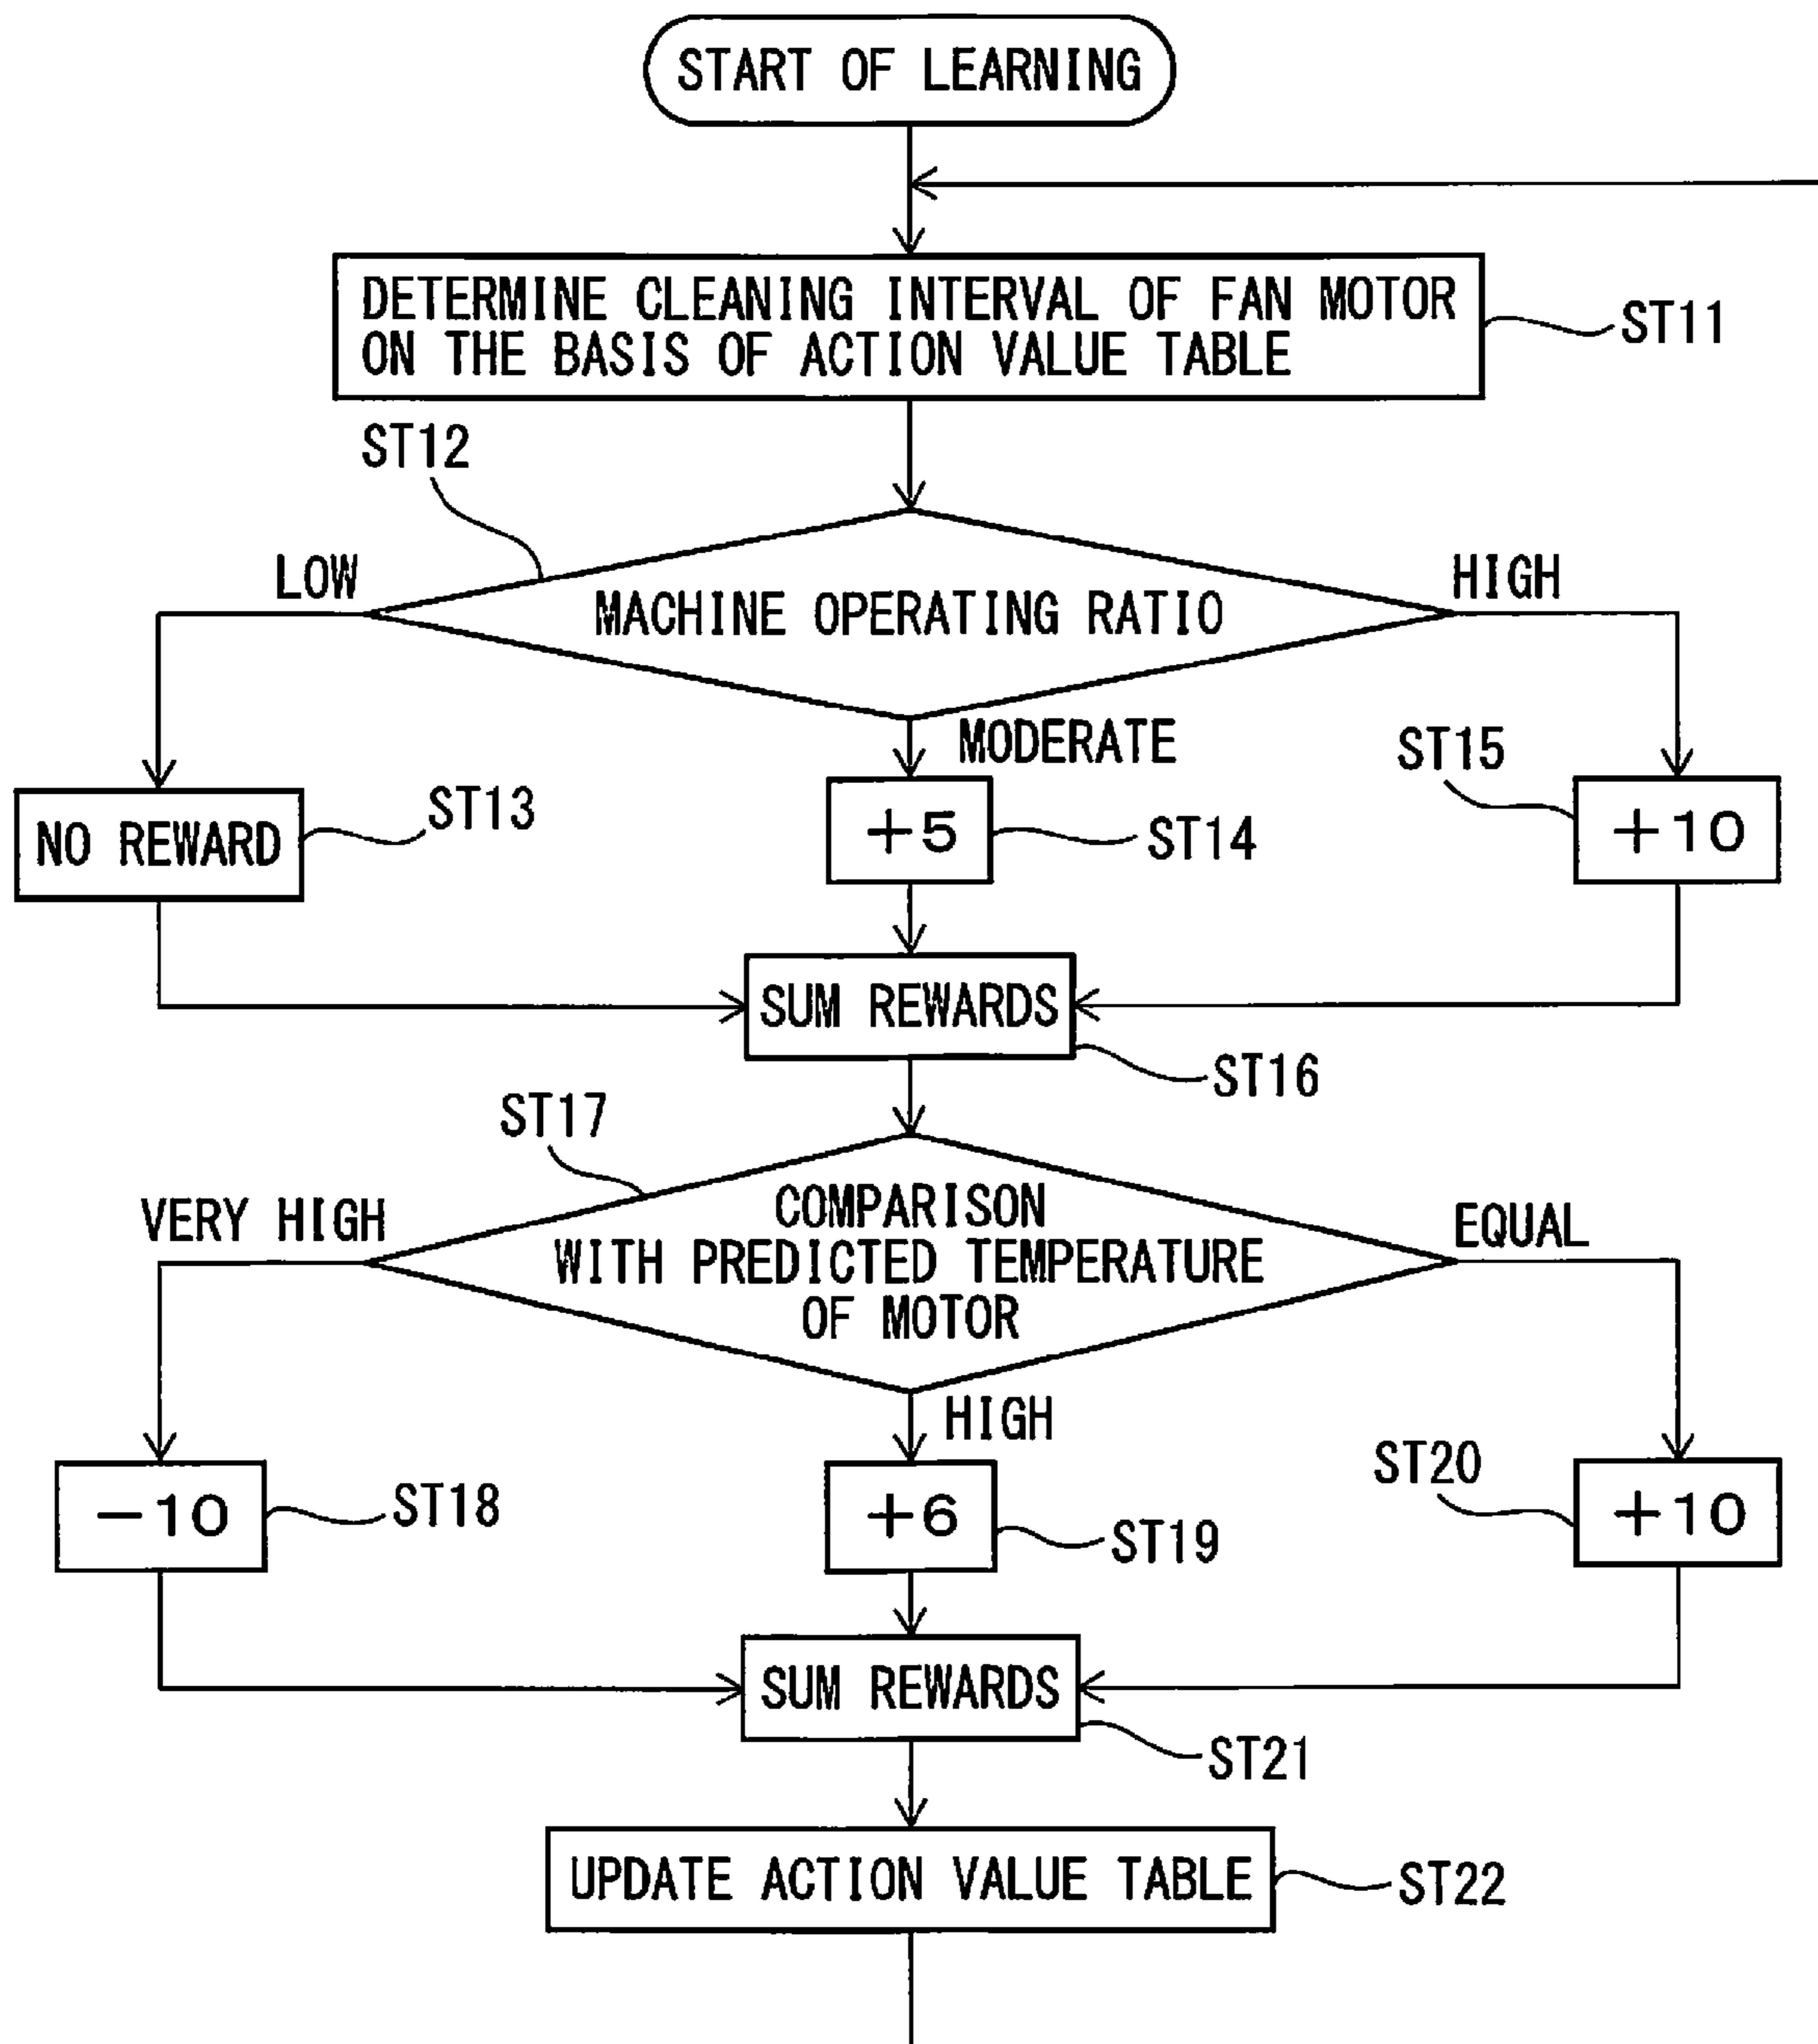 START OF LEARNING
DETERMINE CLEANING INTERVAL OF FAN MOTOR
ON THE BASIS OF ACTION VALUE TABLE
ST11
ST12
LOW
MACHINE OPERATING RATIO
HIGH
MODERATE
NO REWARD
ST13
+5
ST14
ST15
+10
SUM REWARDS
ST16
ST17
VERY HIGH
COMPARISON
WITH PREDICTED TEMPERATURE
OF MOTOR
EQUAL
HIGH
-10
ST18
+6
ST19
ST20
+10
SUM REWARDS
ST21
UPDATE ACTION VALUE TABLE
ST22